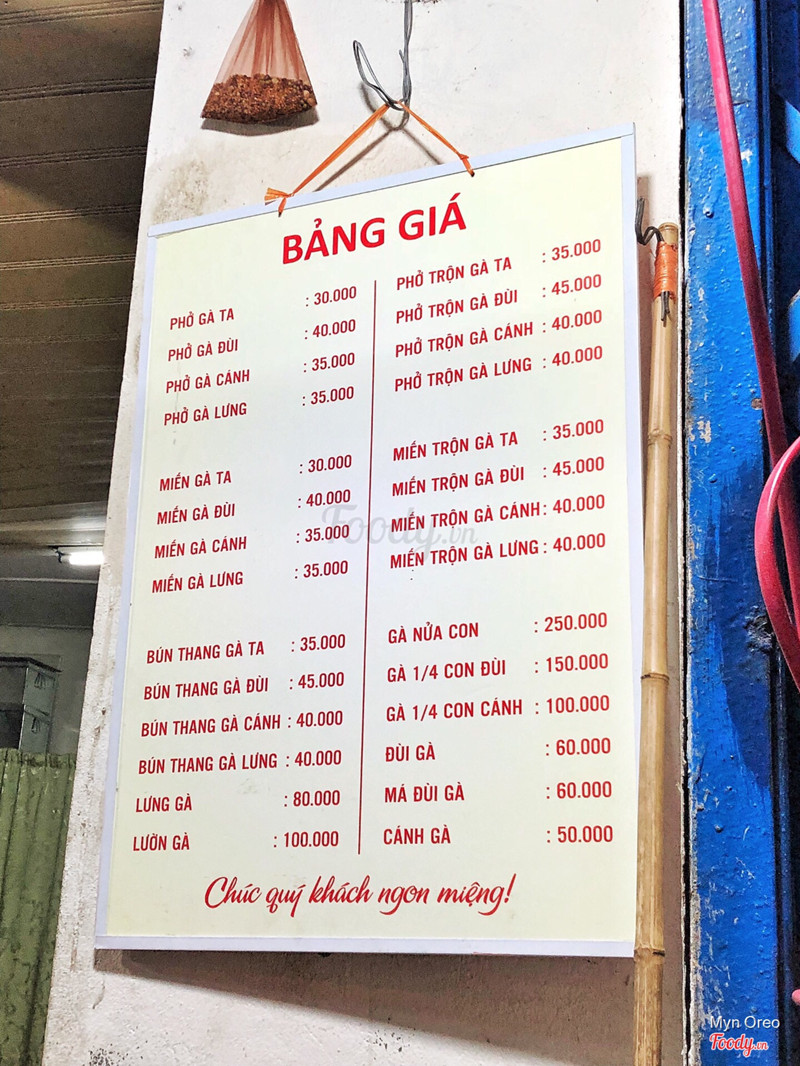 BẢNG GIÁ
PHỞ GÀ TA : 30.000
PHỞ GÀ ĐÙI : 40.000
PHỞ GÀ CÁNH : 35.000
PHỞ GÀ LƯNG : 35.000
MIẾN GÀ TA : 30.000
MIẾN GÀ ĐÙI : 40.000
MIẾN GÀ CÁNH : 35.000
MIẾN GÀ LƯNG : 35.000
BÚN THANG GÀ TA : 35.000
BÚN THANG GÀ ĐÙI : 45.000
BÚN THANG GÀ CÁNH : 40.000
BÚN THANG GÀ LƯNG : 40.000
LƯNG GÀ : 80.000
LƯỜN GÀ : 100.000
PHỞ TRỘN GÀ TA : 35.000
PHỞ TRỘN GÀ ĐÙI : 45.000
PHỞ TRỘN GÀ CÁNH : 40.000
PHỞ TRỘN GÀ LƯNG : 40.000
MIẾN TRỘN GÀ TA : 35.000
MIẾN TRỘN GÀ ĐÙI : 45.000
MIẾN TRỘN GÀ CÁNH : 40.000
MIẾN TRỘN GÀ LƯNG : 40.000
GÀ NỬA CON : 250.000
GÀ 1/4 CON ĐÙI : 150.000
GÀ 1/4 CON CÁNH : 100.000
ĐÙI GÀ : 60.000
MÁ ĐÙI GÀ : 60.000
CÁNH GÀ : 50.000
Chúc quý khách ngon miệng!
Foody.vn
Myn Oreo
Foody.vn